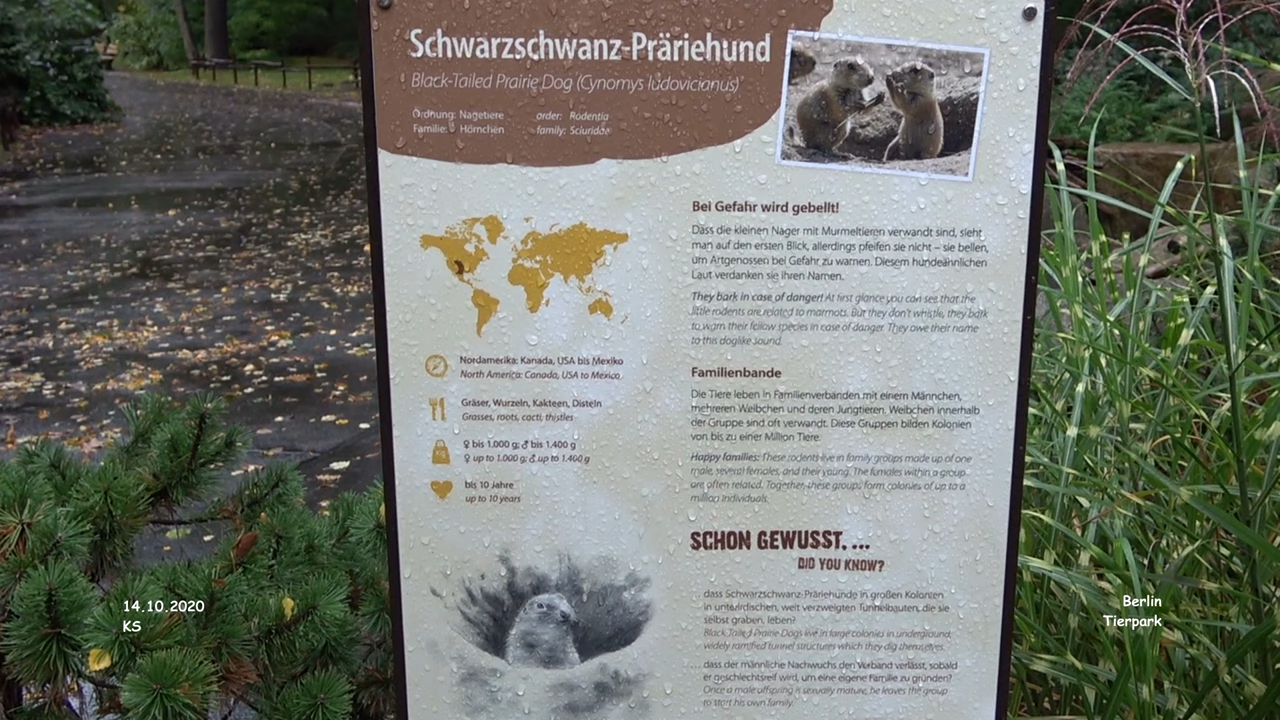 Schwarzschwanz-Präriehund
Black-Tailed Prairie Dog (Cynomys ludovicianus)
Ordnung: Nagetiere order: Rodentia
Familie: Hörnchen family: Sciuridae
Nordamerika: Kanada, USA bis Mexiko
North America: Canada, USA to Mexico
Gräser, Wurzeln, Kakteen, Disteln
Grasses, roots, cacti, thistles
KG
♀ bis 1.000 g; ♂ bis 1.400 g
♀ up to 1.000 g; ♂ up to 1.400 g
bis 10 Jahre
up to 10 years
Bei Gefahr wird gebellt!
Dass die kleinen Nager mit Murmeltieren verwandt sind, sieht
man auf den ersten Blick, allerdings pfeifen sie nicht – sie bellen,
um Artgenossen bei Gefahr zu warnen. Diesem hundeähnlichen
Laut verdanken sie ihren Namen.
They bark in case of danger! At first glance you can see that the
little rodents are related to marmots. But they don't whistle, they bark
to warn their fellow species in case of danger. They owe their name
to this doglike sound.
Familienbande
Die Tiere leben in Familienverbänden mit einem Männchen,
mehreren Weibchen und deren Jungtieren. Weibchen innerhalb
der Gruppe sind oft verwandt. Diese Gruppen bilden Kolonien
von bis zu einer Million Tiere.
Happy families: These rodents live in family groups made up of one
male, several females, and their young. The females within a group
are often related. Together, these groups form colonies of up to a
million individuals.
SCHON GEWUSST, ...
DID YOU KNOW?
... dass Schwarzschwanz-Präriehunde in großen Kolonien
in unterirdischen, weit verzweigten Tunnelbauten, die sie
selbst graben, leben?
Black Tailed Prairie Dogs live in large colonies in underground,
widely ramified tunnel structures which they dig themselves.
... dass der männliche Nachwuchs den Verband verlässt, sobald
er geschlechtsreif wird, um eine eigene Familie zu gründen?
Once a male offspring is sexually mature, he leaves the group
to start his own family.
14.10.2020
KS
Berlin
Tierpark